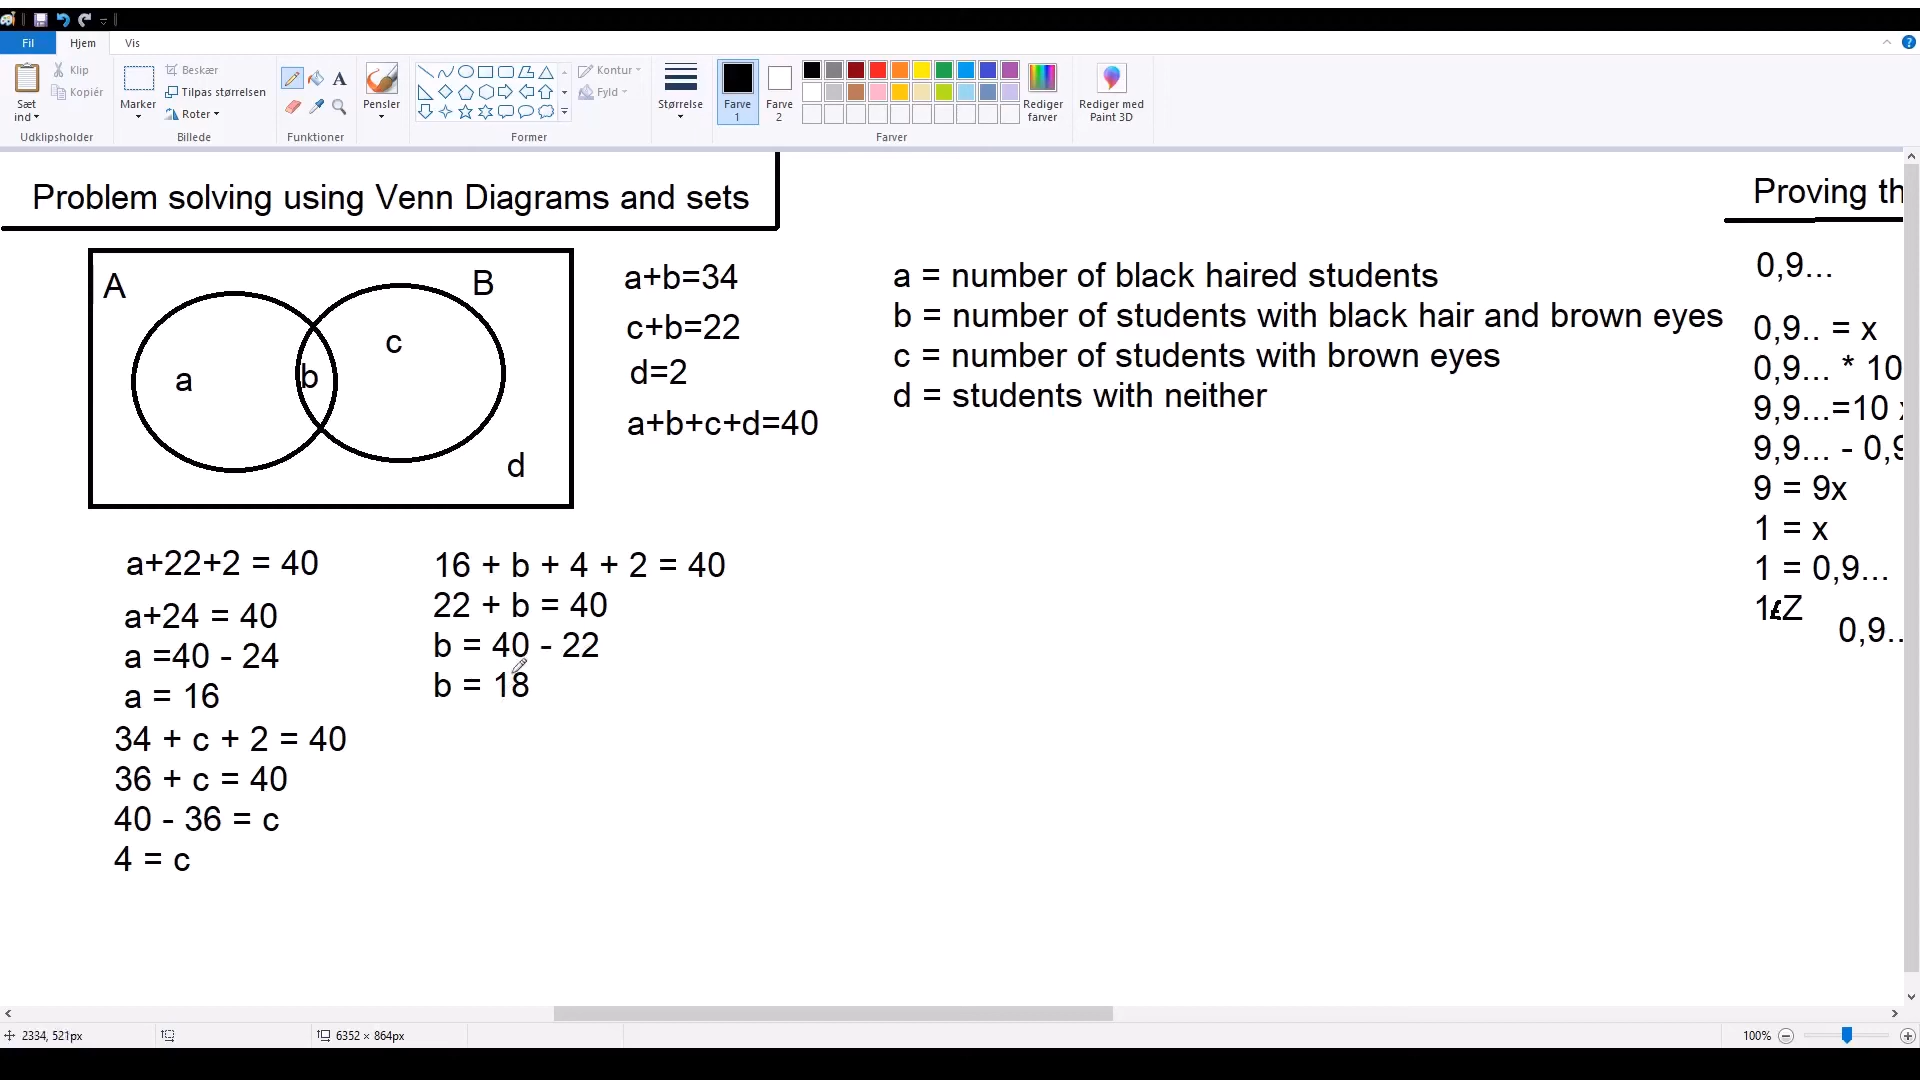 Fil Hjem Vis
Sæt ind
Klip
Kopiér
Udklipsholder
Marker
Beskær
Tilpas størrelsen
Roter
Billede
A
Funktioner
Pensler
Kontur
Fyld
Former
Størrelse
Farve 1
Farve 2
Rediger farver
Farver
Rediger med Paint 3D
Problem solving using Venn Diagrams and sets
A
B
a
b
c
d
a+b=34
c+b=22
d=2
a+b+c+d=40
a = number of black haired students
b = number of students with black hair and brown eyes
c = number of students with brown eyes
d = students with neither
a+22+2 = 40
a+24 = 40
a =40 - 24
a = 16
34 + c + 2 = 40
36 + c = 40
40 - 36 = c
4 = c
16 + b + 4 + 2 = 40
22 + b = 40
b = 40 - 22
b = 18
Proving th
0,9...
0,9.. = x
0,9... * 10
9,9...=10
9,9... - 0,9
9 = 9x
1 = x
1 = 0,9...
1 Z
0,9..
2334, 521px
6352 × 864px
100%